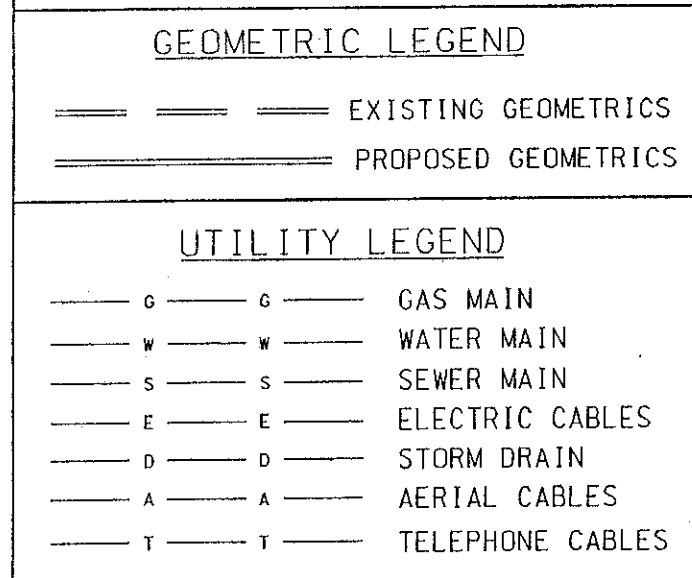 GEOMETRIC LEGEND
EXISTING GEOMETRICS
PROPOSED GEOMETRICS
UTILITY LEGEND
G G GAS MAIN
W W WATER MAIN
S S SEWER MAIN
E E ELECTRIC CABLES
D D STORM DRAIN
A A AERIAL CABLES
T T TELEPHONE CABLES